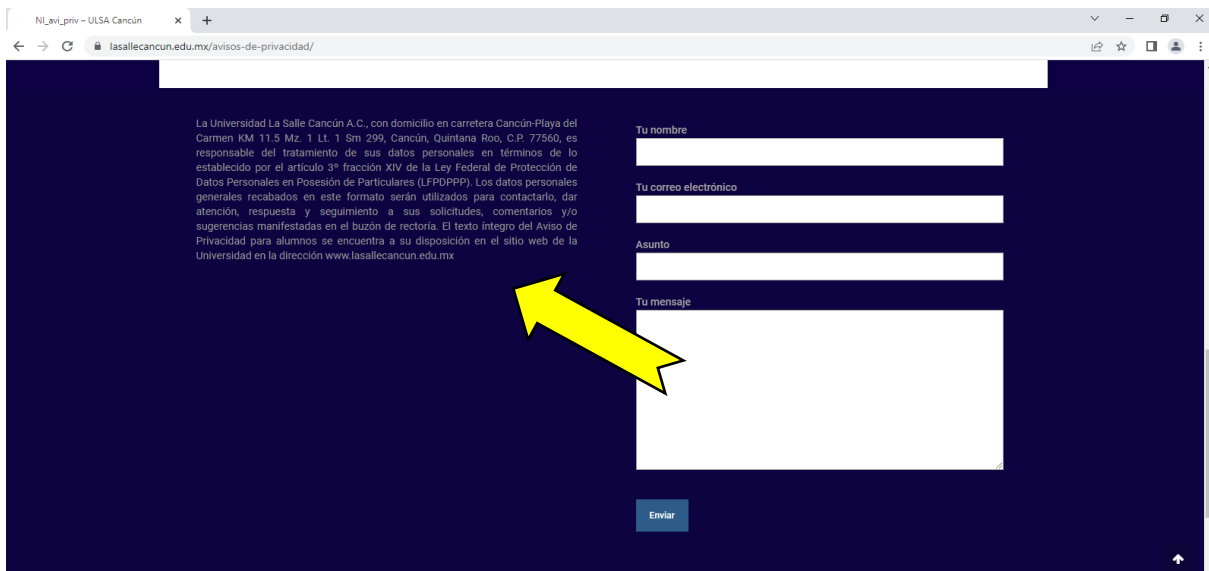 NI_avi_priv – ULSA Cancún
lasallecancun.edu.mx/avisos-de-privacidad/
La Universidad La Salle Cancún A.C., con domicilio en carretera Cancún-Playa del
Carmen KM 11.5 Mz. 1 Lt. 1 Sm 299, Cancún, Quintana Roo, C.P. 77560, es
responsable del tratamiento de sus datos personales en términos de lo
establecido por el artículo 3º fracción XIV de la Ley Federal de Protección de
Datos Personales en Posesión de Particulares (LFPDPPP). Los datos personales
generales recabados en este formato serán utilizados para contactarlo, dar
atención, respuesta y seguimiento a sus solicitudes, comentarios y/o
sugerencias manifestadas en el buzón de rectoría. El texto íntegro del Aviso de
Privacidad para alumnos se encuentra a su disposición en el sitio web de la
Universidad en la dirección www.lasallecancun.edu.mx
Tu nombre
Tu correo electrónico
Asunto
Tu mensaje
Enviar